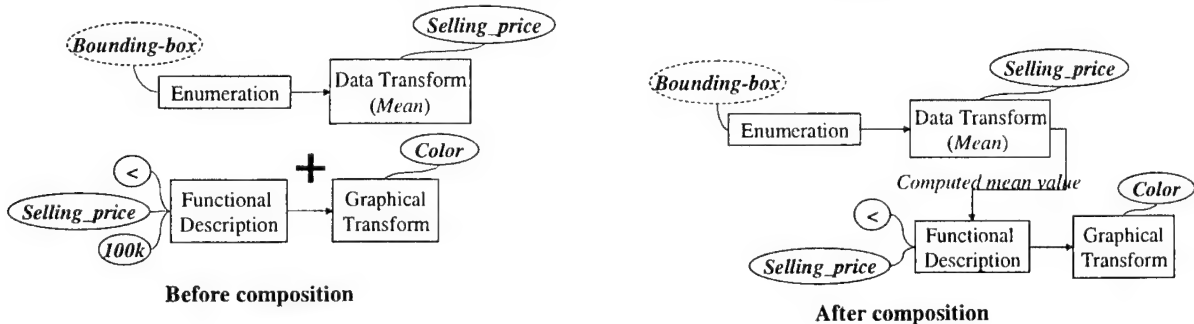 Selling_price
Bounding-box
Enumeration
Data Transform
(Mean)
+
Color
<
Selling_price
100k
Functional
Description
Graphical
Transform
Before composition
Selling_price
Bounding-box
Enumeration
Data Transform
(Mean)
Computed mean value
Color
<
Selling_price
Functional
Description
Graphical
Transform
After composition